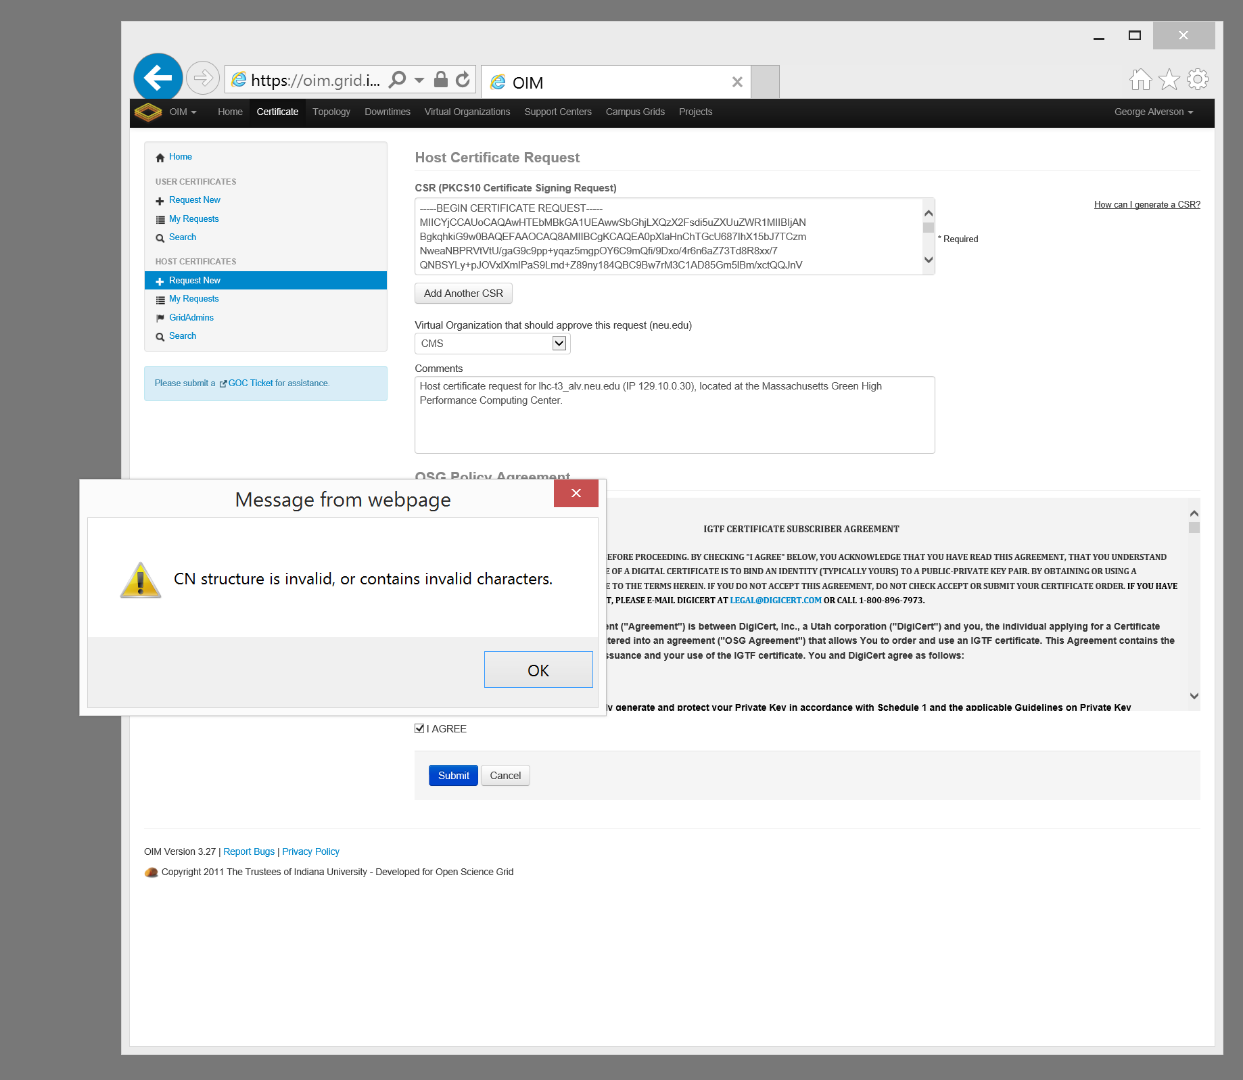 https://oim.grid.i...
OIM
OIM
Home
Certificate
Topology
Downtimes
Virtual Organizations
Support Centers
Campus Grids
Projects
George Alverson
Home
USER CERTIFICATES
Request New
My Requests
Search
HOST CERTIFICATES
Request New
My Requests
GridAdmins
Search
Please submit a GOC Ticket for assistance.
Host Certificate Request
CSR (PKCS10 Certificate Signing Request)
-----BEGIN CERTIFICATE REQUEST-----
MIICYjCCAUoCAQAwHTEbMBkGA1UEAwwSbGhjLXQzX2Fsdi5uZXUuZWR1MIIBIjAN
BgkqhkiG9w0BAQEFAAOCAQ8AMIIBCgKCAQEA0pXlaHnChTGcU687IhX15bJ7TCzm
NweaNBPRVtVtU/gaG9c9pp+yqaz5mgpOY6C9mQfi/9Dxo/4r6n6aZ73Td8R8xx/7
QNBSYLy+pJOVxlXmIPaS9Lmd+Z89ny184QBC9Bw7rM3C1AD85Gm5lBm/xctQQJnV
How can I generate a CSR?
* Required
Add Another CSR
Virtual Organization that should approve this request (neu.edu)
CMS
Comments
Host certificate request for lhc-t3_alv.neu.edu (IP 129.10.0.30), located at the Massachusetts Green High
Performance Computing Center.
OSG Policy Agreement
Message from webpage
CN structure is invalid, or contains invalid characters.
OK
IGTF CERTIFICATE SUBSCRIBER AGREEMENT
EFORE PROCEEDING. BY CHECKING "I AGREE" BELOW, YOU ACKNOWLEDGE THAT YOU HAVE READ THIS AGREEMENT, THAT YOU UNDERSTAND
E OF A DIGITAL CERTIFICATE IS TO BIND AN IDENTITY (TYPICALLY YOURS) TO A PUBLIC-PRIVATE KEY PAIR. BY OBTAINING OR USING A
E TO THE TERMS HEREIN. IF YOU DO NOT ACCEPT THIS AGREEMENT, DO NOT CHECK ACCEPT OR SUBMIT YOUR CERTIFICATE ORDER. IF YOU HAVE
T, PLEASE E-MAIL DIGICERT AT LEGAL@DIGICERT.COM OR CALL 1-800-896-7973.
nt ("Agreement") is between DigiCert, Inc., a Utah corporation ("DigiCert") and you, the individual applying for a Certificate
tered into an agreement ("OSG Agreement") that allows You to order and use an IGTF certificate. This Agreement contains the
ssuance and your use of the IGTF certificate. You and DigiCert agree as follows:
ly generate and protect your Private Key in accordance with Schedule 1 and the applicable Guidelines on Private Key
I AGREE
Submit
Cancel
OIM Version 3.27 | Report Bugs | Privacy Policy
Copyright 2011 The Trustees of Indiana University - Developed for Open Science Grid